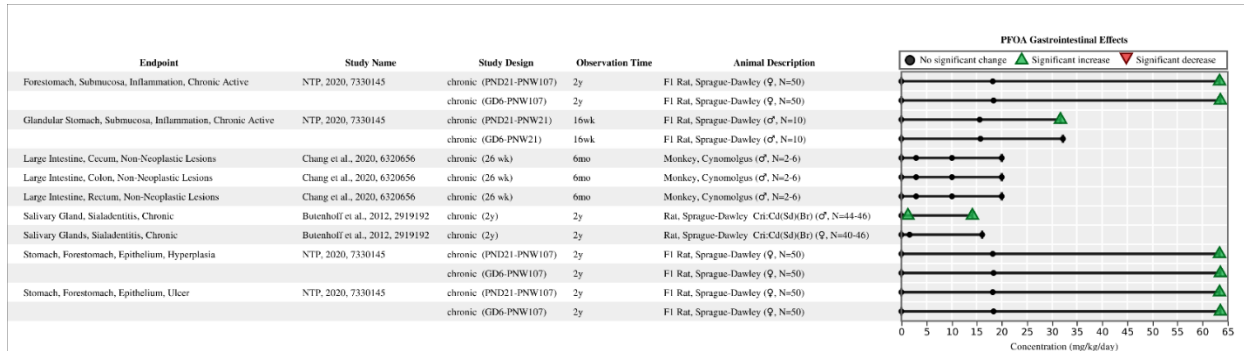 PFOA Gastrointestinal Effects
Endpoint Study Name Study Design Observation Time Animal Description
No significant change Significant increase Significant decrease
Forestomach, Submucosa, Inflammation, Chronic Active NTP, 2020, 7330145 chronic (PND21-PNW107) 2y F1 Rat, Sprague-Dawley (♀, N=50)
chronic (GD6-PNW107) 2y F1 Rat, Sprague-Dawley (♀, N=50)
Glandular Stomach, Submucosa, Inflammation, Chronic Active NTP, 2020, 7330145 chronic (PND21-PNW21) 16wk F1 Rat, Sprague-Dawley (♂, N=10)
chronic (GD6-PNW21) 16wk F1 Rat, Sprague-Dawley (♂, N=10)
Large Intestine, Cecum, Non-Neoplastic Lesions Chang et al., 2020, 6320656 chronic (26 wk) 6mo Monkey, Cynomolgus (♂, N=2-6)
Large Intestine, Colon, Non-Neoplastic Lesions Chang et al., 2020, 6320656 chronic (26 wk) 6mo Monkey, Cynomolgus (♂, N=2-6)
Large Intestine, Rectum, Non-Neoplastic Lesions Chang et al., 2020, 6320656 chronic (26 wk) 6mo Monkey, Cynomolgus (♂, N=2-6)
Salivary Gland, Sialadentitis, Chronic Butenhoff et al., 2012, 2919192 chronic (2y) 2y Rat, Sprague-Dawley Cri:Cd(Sd)(Br) (♂, N=44-46)
Salivary Glands, Sialadentitis, Chronic Butenhoff et al., 2012, 2919192 chronic (2y) 2y Rat, Sprague-Dawley Cri:Cd(Sd)(Br) (♀, N=40-46)
Stomach, Forestomach, Epithelium, Hyperplasia NTP, 2020, 7330145 chronic (PND21-PNW107) 2y F1 Rat, Sprague-Dawley (♀, N=50)
chronic (GD6-PNW107) 2y F1 Rat, Sprague-Dawley (♀, N=50)
Stomach, Forestomach, Epithelium, Ulcer NTP, 2020, 7330145 chronic (PND21-PNW107) 2y F1 Rat, Sprague-Dawley (♀, N=50)
chronic (GD6-PNW107) 2y F1 Rat, Sprague-Dawley (♀, N=50)
0 5 10 15 20 25 30 35 40 45 50 55 60 65
Concentration (mg/kg/day)